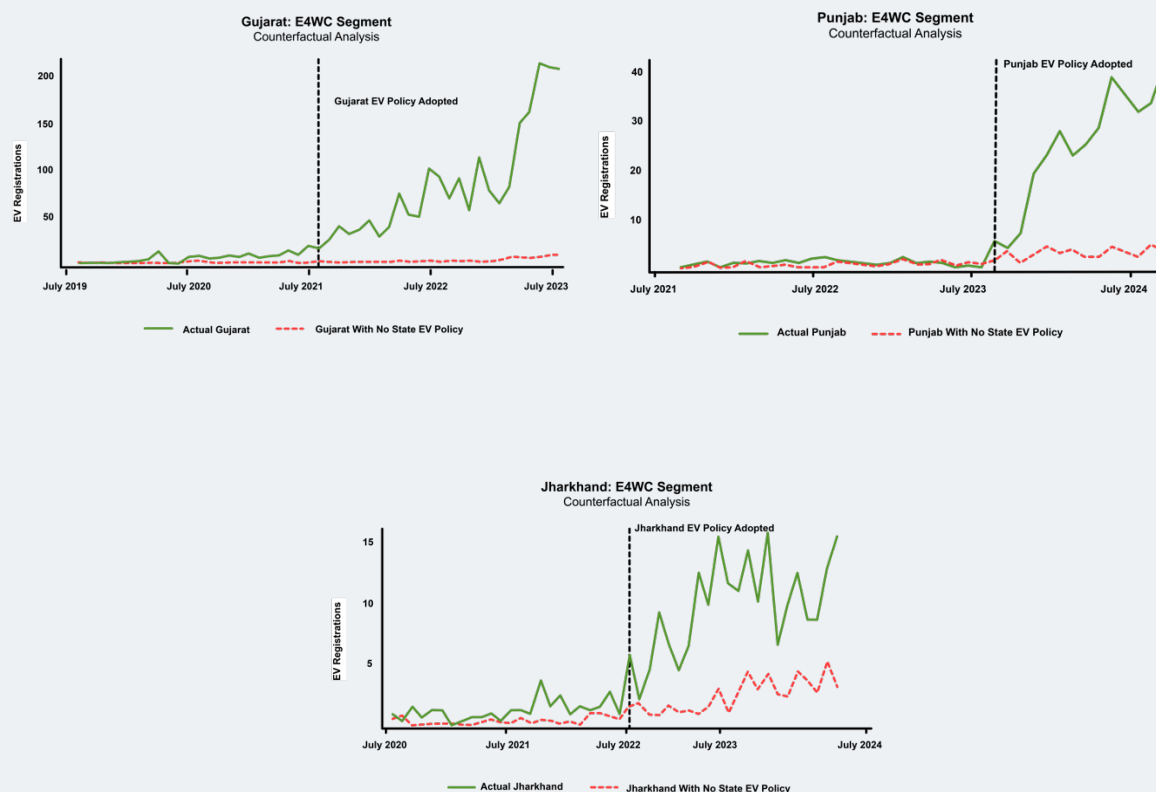 Gujarat: E4WC Segment
Counterfactual Analysis
Gujarat EV Policy Adopted
EV Registrations
200
150
100
50
July 2019
July 2020
July 2021
July 2022
July 2023
Actual Gujarat
Gujarat With No State EV Policy
Punjab: E4WC Segment
Counterfactual Analysis
Punjab EV Policy Adopted
EV Registrations
40
30
20
10
July 2021
July 2022
July 2023
July 2024
Actual Punjab
Punjab With No State EV Policy
Jharkhand: E4WC Segment
Counterfactual Analysis
Jharkhand EV Policy Adopted
EV Registrations
15
10
5
July 2020
July 2021
July 2022
July 2023
July 2024
Actual Jharkhand
Jharkhand With No State EV Policy